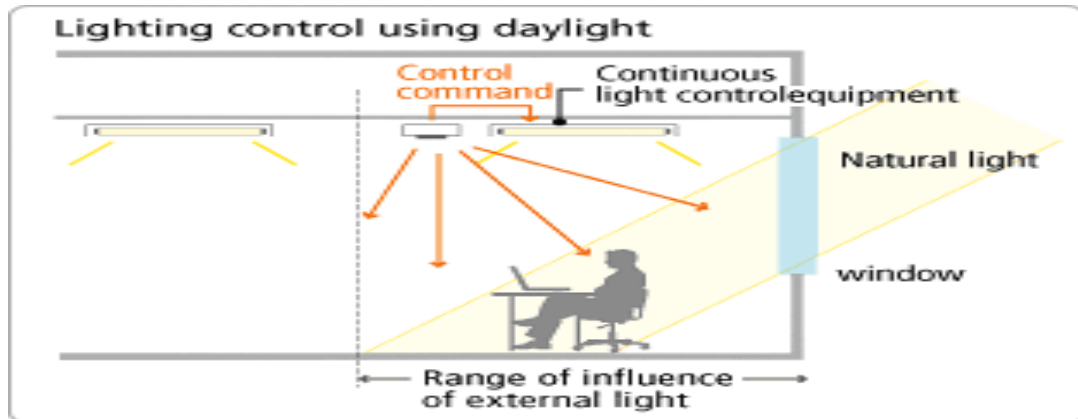 Lighting control using daylight
Control
command
Continuous
light controlequipment
Natural light
window
Range of influence
of external light